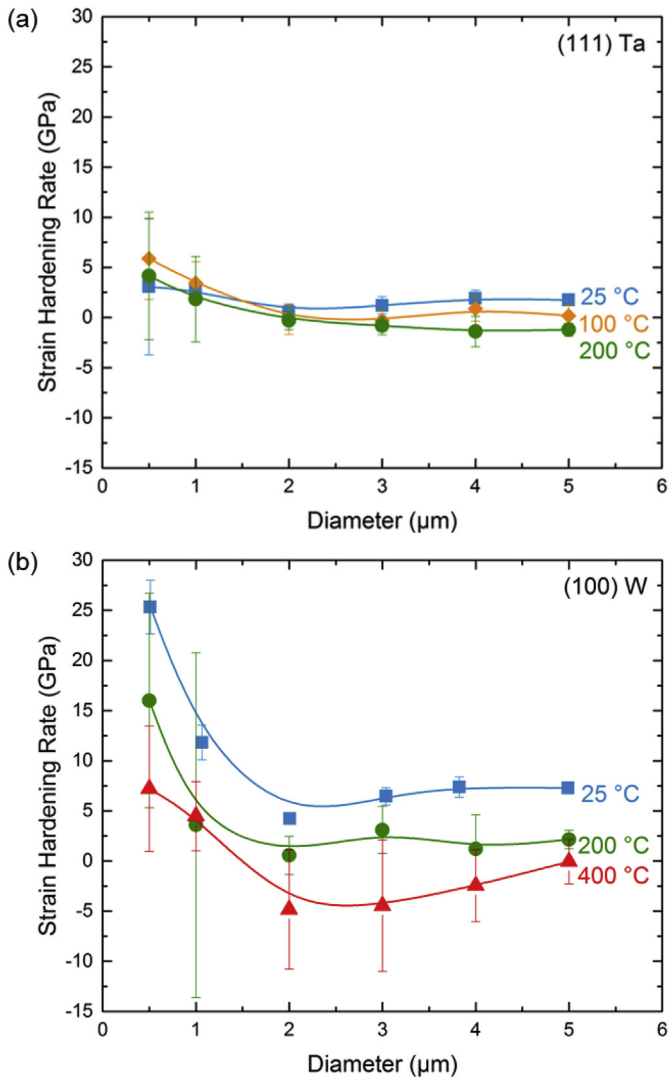 (a)
(111) Ta
30
25
20
15
10
5
0
-5
-10
-15
Strain Hardening Rate (GPa)
25 °C
100 °C
200 °C
0 1 2 3 4 5 6
Diameter (µm)
(b)
(100) W
30
25
20
15
10
5
0
-5
-10
-15
Strain Hardening Rate (GPa)
25 °C
200 °C
400 °C
0 1 2 3 4 5 6
Diameter (µm)